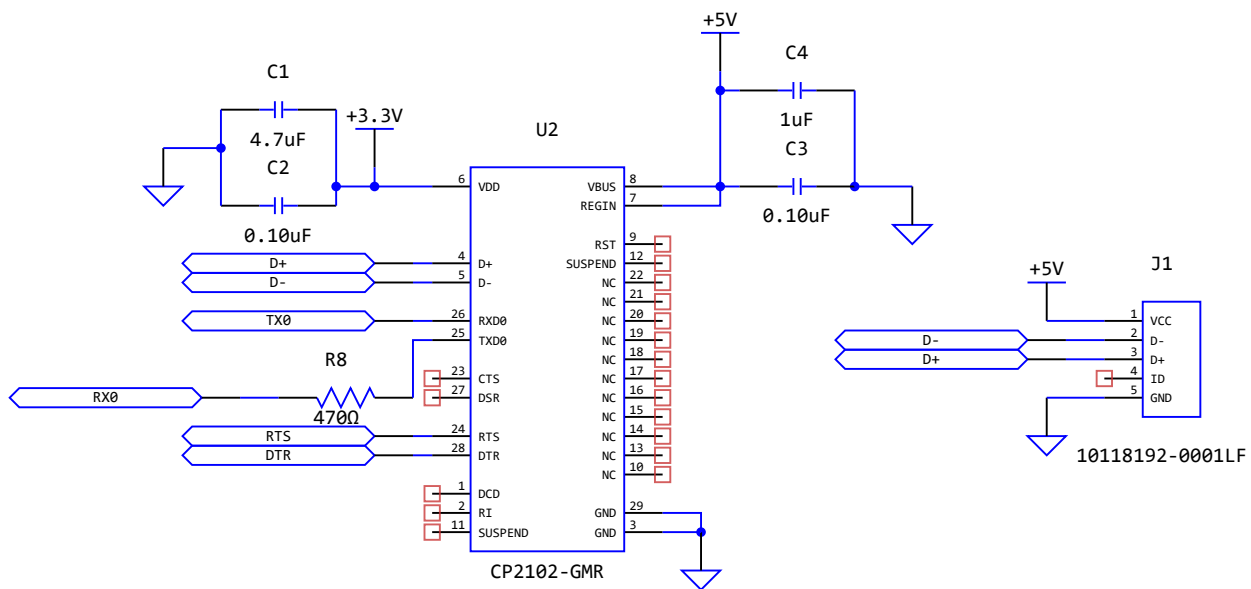 +5V
C4
1uF
C3
0.10uF
C1
4.7uF
+3.3V
C2
0.10uF
U2
6 VDD
4 D+
5 D-
26 RXD0
25 TXD0
23 CTS
27 DSR
24 RTS
28 DTR
1 DCD
2 RI
11 SUSPEND
VBUS 8
REGIN 7
RST 9
SUSPEND 12
NC 22
NC 21
NC 20
NC 19
NC 18
NC 17
NC 16
NC 15
NC 14
NC 13
NC 10
GND 29
GND 3
CP2102-GMR
D+
D-
TX0
R8
470Ω
RX0
RTS
DTR
J1
+5V
1 VCC
2 D-
3 D+
4 ID
5 GND
D-
D+
10118192-0001LF